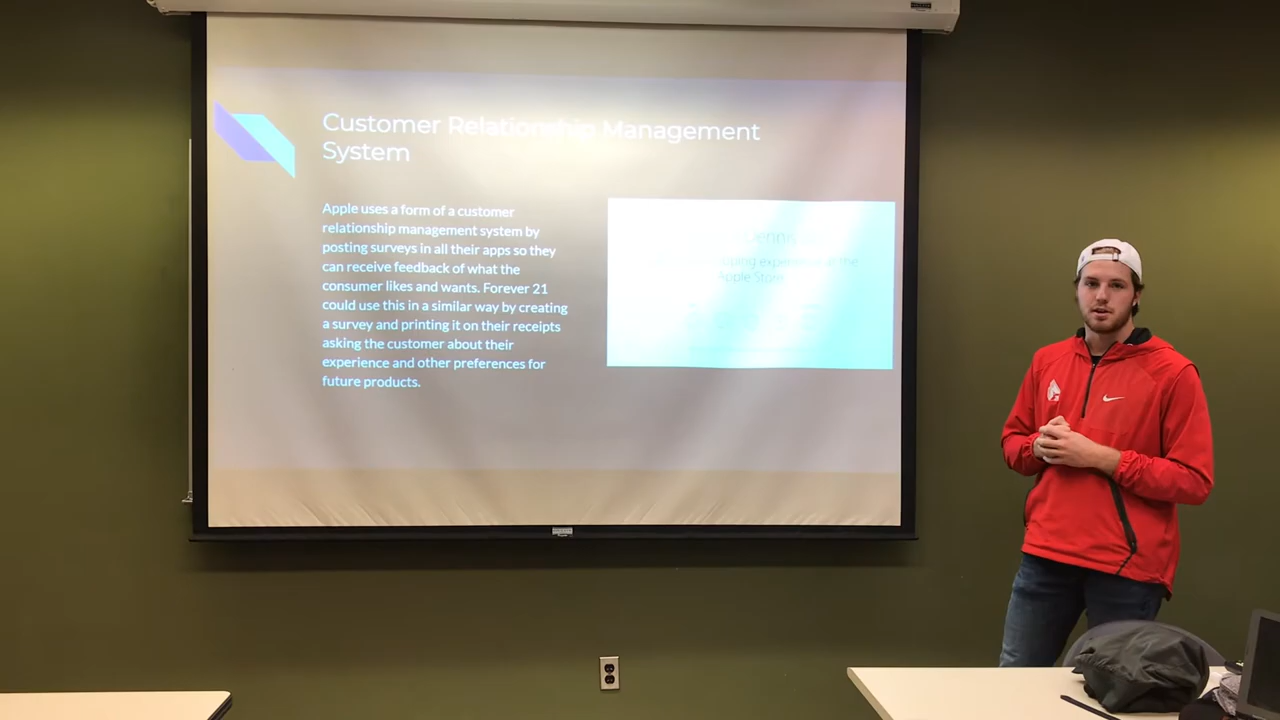 Customer Relationship Management
System
Apple uses a form of a customer
relationship management system by
posting surveys in all their apps so they
can receive feedback of what the
consumer likes and wants. Forever 21
could use this in a similar way by creating
a survey and printing it on their receipts
asking the customer about their
experience and other preferences for
future products.
the
Apple Store